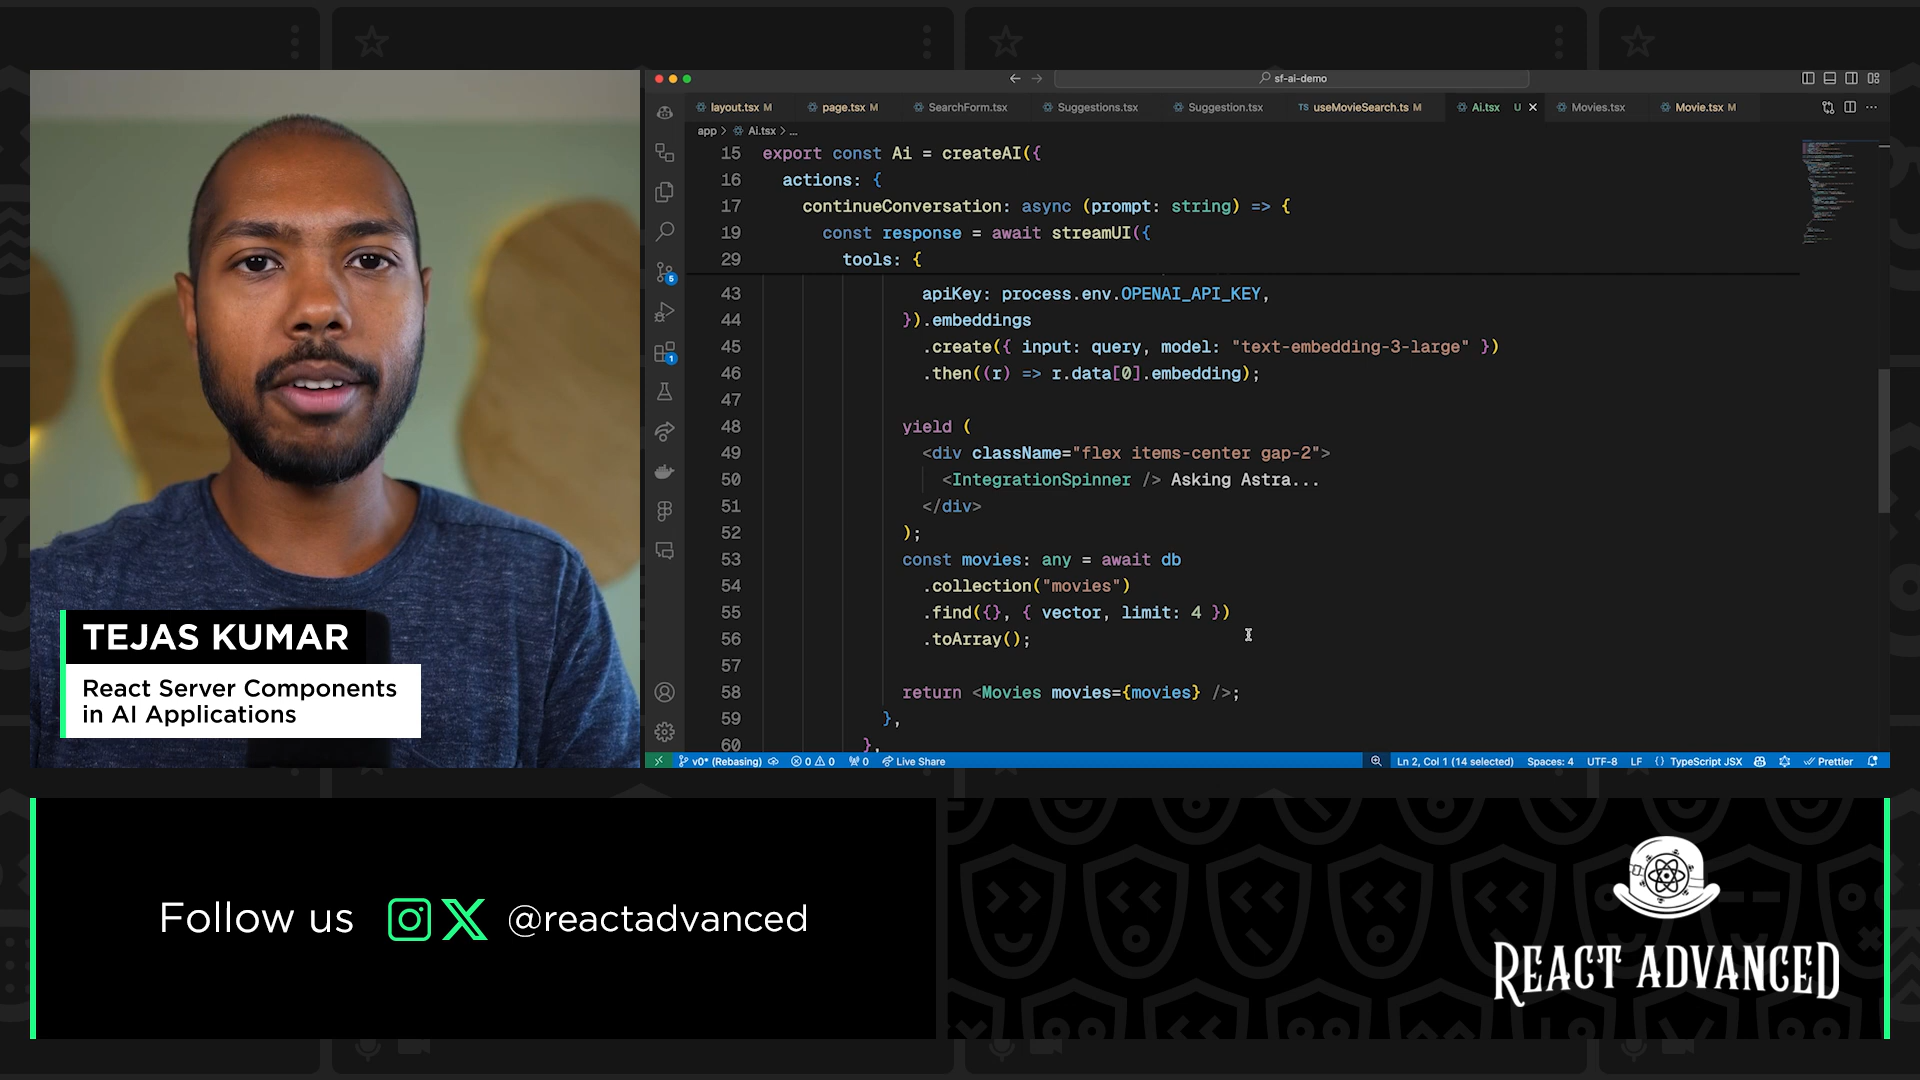 sf-ai-demo
layout.tsx M
page.tsx M
SearchForm.tsx
Suggestions.tsx
Suggestion.tsx
TS useMovieSearch.ts M
Ai.tsx U
Movies.tsx
Movie.tsx M
app > Ai.tsx > ...
15 export const Ai = createAI({
16 actions: {
17 continueConversation: async (prompt: string) => {
19 const response = await streamUI({
29 tools: {
43 apiKey: process.env.OPENAI_API_KEY,
44 }).embeddings
45 .create({ input: query, model: "text-embedding-3-large" })
46 .then((r) => r.data[0].embedding);
47
48 yield (
49 <div className="flex items-center gap-2">
50 <IntegrationSpinner /> Asking Astra...
51 </div>
52 );
53 const movies: any = await db
54 .collection("movies")
55 .find({}, { vector, limit: 4 })
56 .toArray();
57
58 return <Movies movies={movies} />;
59 },
60 },
5
1
v0* (Rebasing) 0 0 0 Live Share
Ln 2, Col 1 (14 selected) Spaces: 4 UTF-8 LF {} TypeScript JSX Prettier
TEJAS KUMAR
React Server Components
in AI Applications
Follow us @reactadvanced
REACT ADVANCED